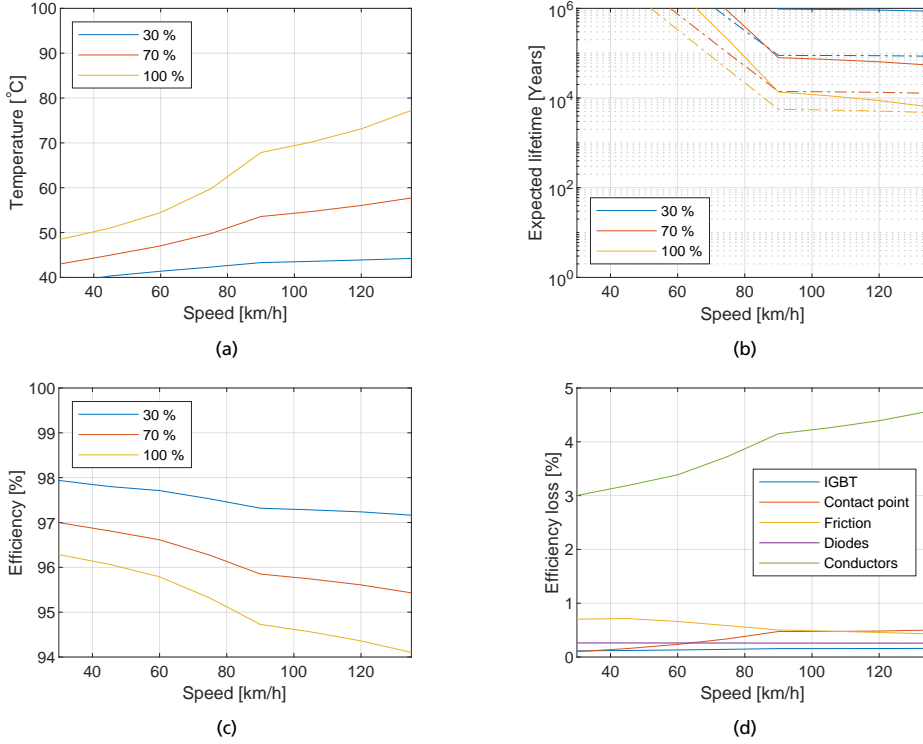 100
90
80
70
60
50
40
Temperature [°C]
30 %
70 %
100 %
40 60 80 100 120
Speed [km/h]
(a)
10^6
10^4
10^2
10^0
Expected lifetime [Years]
30 %
70 %
100 %
40 60 80 100 120
Speed [km/h]
(b)
100
99
98
97
96
95
94
Efficiency [%]
30 %
70 %
100 %
40 60 80 100 120
Speed [km/h]
(c)
5
4
3
2
1
0
Efficiency loss [%]
IGBT
Contact point
Friction
Diodes
Conductors
40 60 80 100 120
Speed [km/h]
(d)